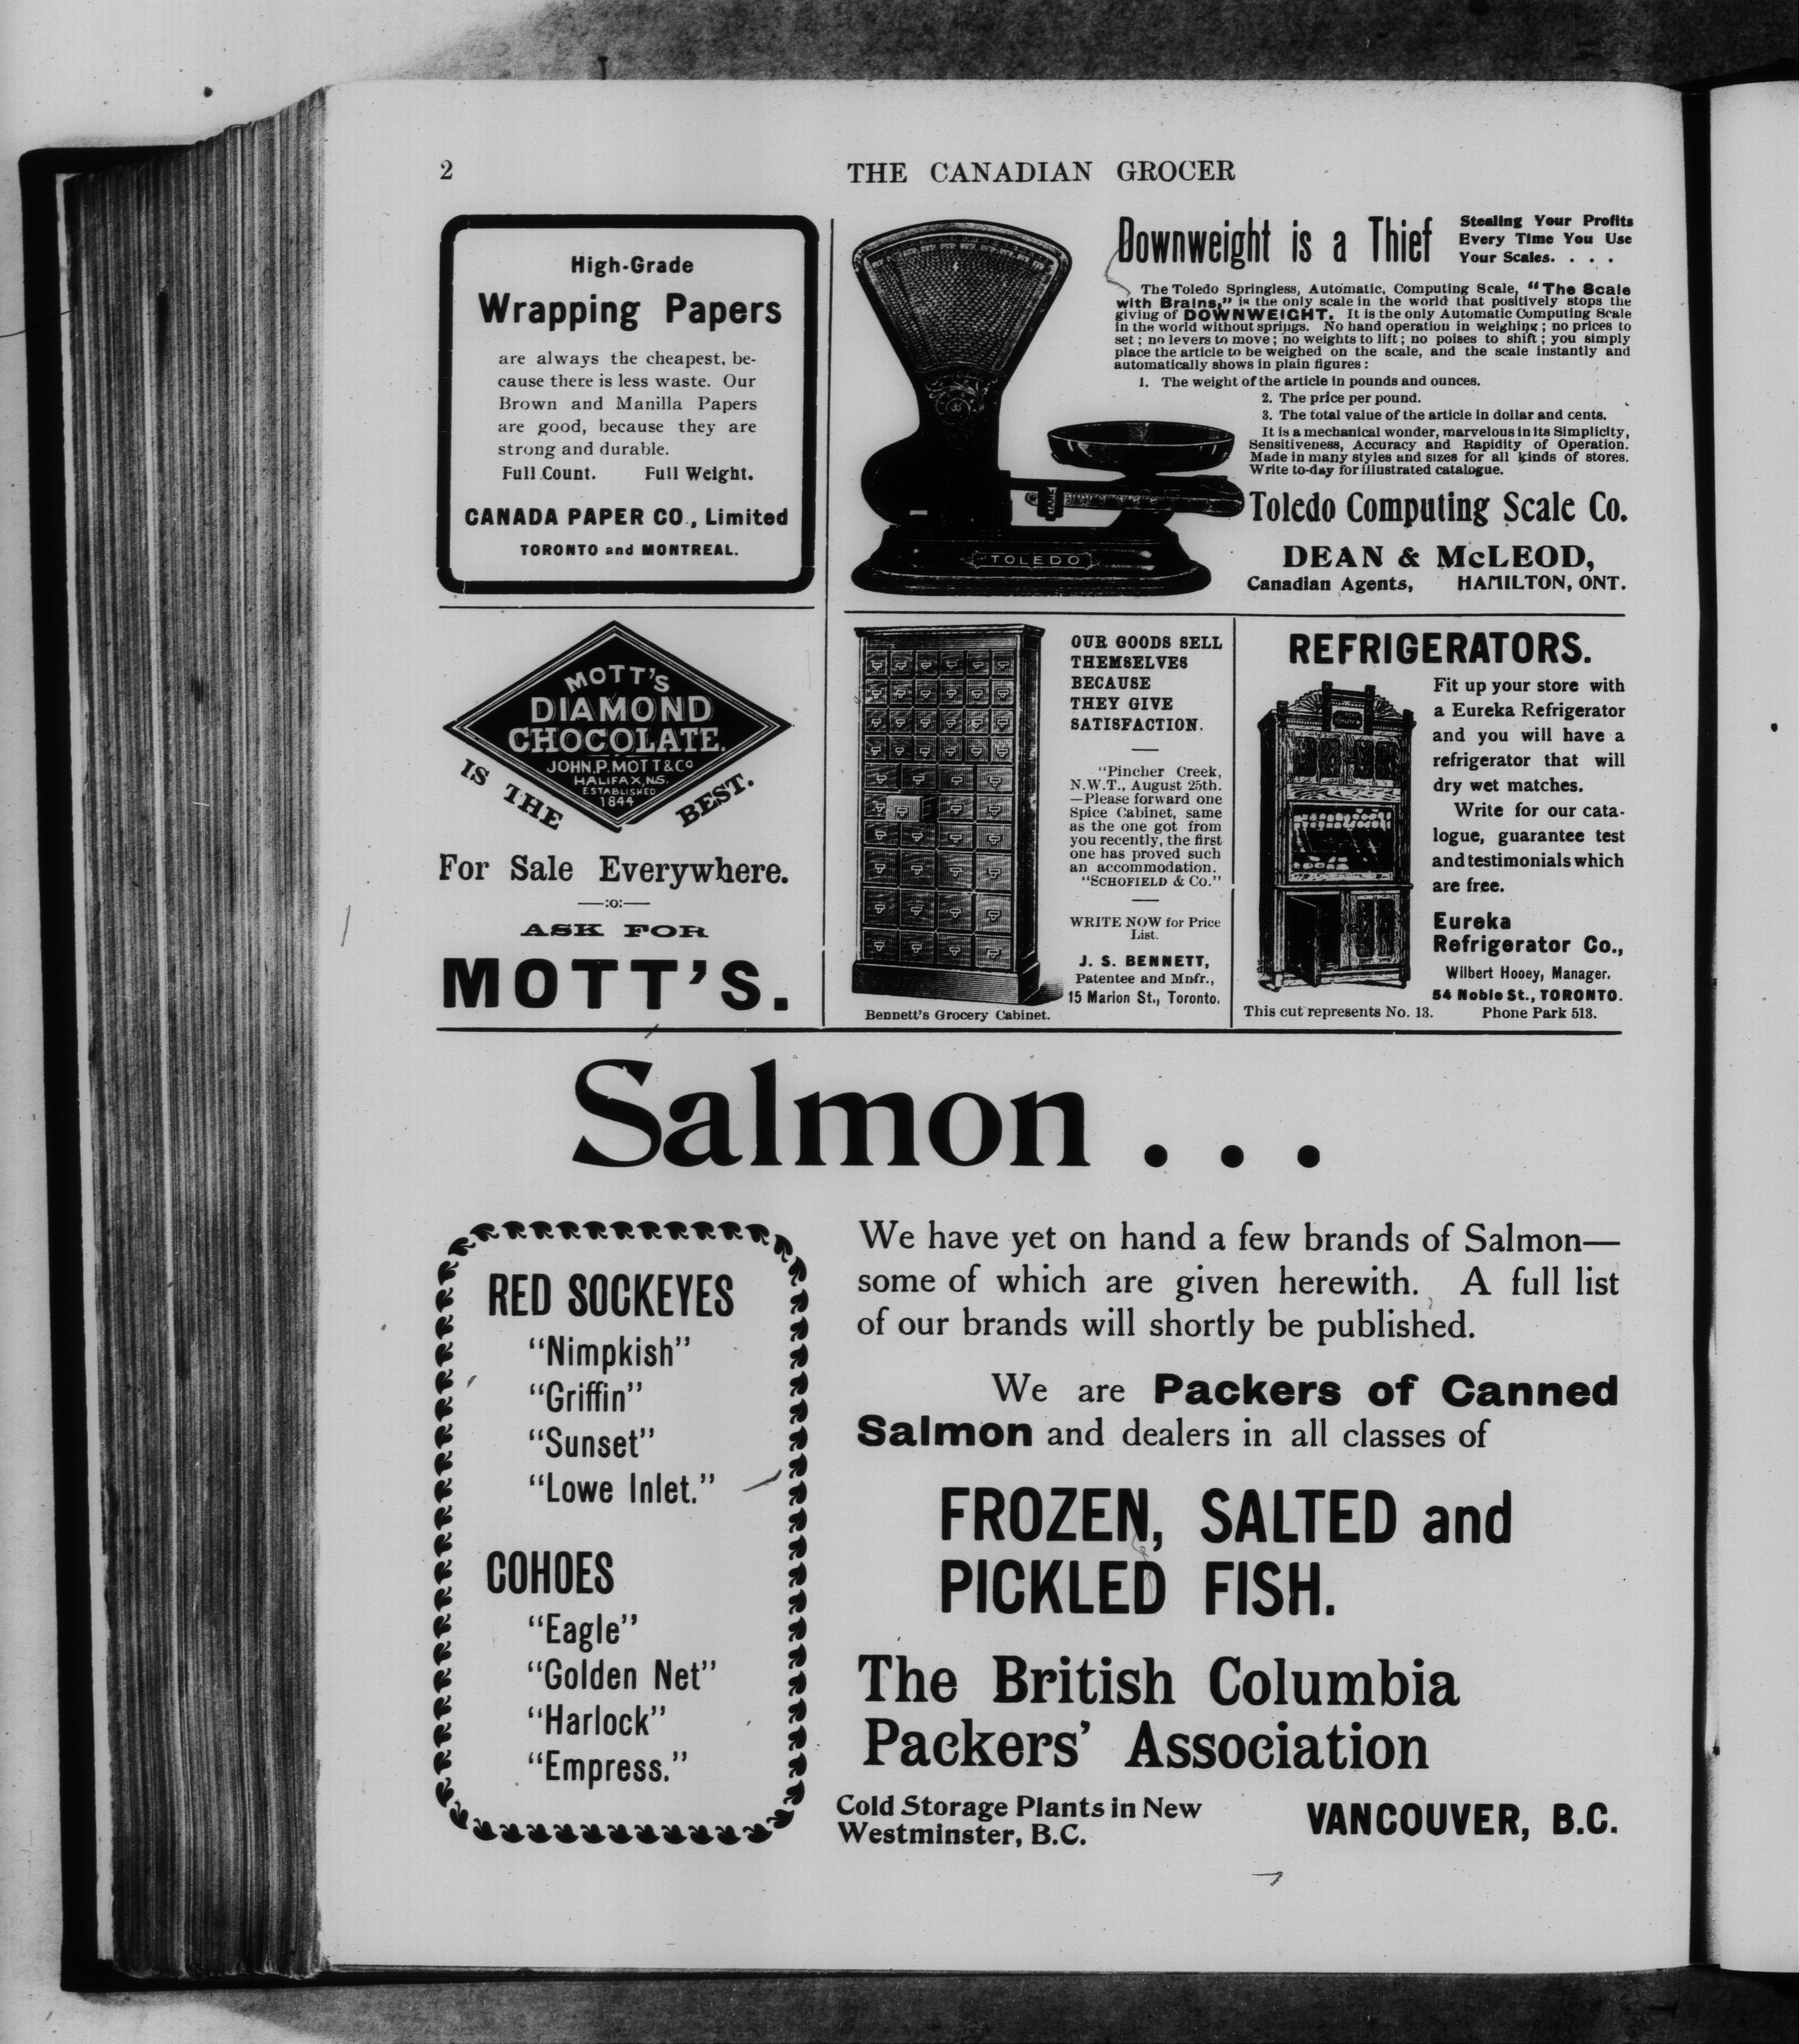 2
THE CANADIAN GROCER
High-Grade
Wrapping Papers
are always the cheapest, be-
cause there is less waste. Our
Brown and Manilla Papers
are good, because they are
strong and durable.
Full Count. Full Weight.
CANADA PAPER CO., Limited
TORONTO and MONTREAL.
Downweight is a Thief
Stealing Your Profits
Every Time You Use
Your Scales. . . .
The Toledo Springless, Automatic, Computing Scale, "The Scale
with Brains," is the only scale in the world that positively stops the
giving of DOWNWEIGHT. It is the only Automatic Computing Scale
in the world without springs. No hand operation in weighing; no prices to
set; no levers to move; no weights to lift; no poises to shift; you simply
place the article to be weighed on the scale, and the scale instantly and
automatically shows in plain figures:
1. The weight of the article in pounds and ounces.
2. The price per pound.
3. The total value of the article in dollar and cents.
It is a mechanical wonder, marvelous in its Simplicity,
Sensitiveness, Accuracy and Rapidity of Operation.
Made in many styles and sizes for all kinds of stores.
Write to-day for illustrated catalogue.
TOLEDO
Toledo Computing Scale Co.
DEAN & McLEOD,
Canadian Agents, HAMILTON, ONT.
MOTT'S
DIAMOND
CHOCOLATE.
JOHN.P.MOTT & Co
HALIFAX, N.S.
ESTABLISHED
1844
IS THE BEST.
For Sale Everywhere.
—:o:—
ASK FOR
MOTT'S.
OUR GOODS SELL
THEMSELVES
BECAUSE
THEY GIVE
SATISFACTION.
"Pincher Creek,
N.W.T., August 25th.
—Please forward one
Spice Cabinet, same
as the one got from
you recently, the first
one has proved such
an accommodation.
"SCHOFIELD & CO."
WRITE NOW for Price
List.
J. S. BENNETT,
Patentee and Mnfr.,
15 Marion St., Toronto.
Bennett's Grocery Cabinet.
REFRIGERATORS.
Fit up your store with
a Eureka Refrigerator
and you will have a
refrigerator that will
dry wet matches.
Write for our cata-
logue, guarantee test
and testimonials which
are free.
Eureka
Refrigerator Co.,
Wilbert Hooey, Manager.
54 Noble St., TORONTO.
This cut represents No. 13. Phone Park 513.
Salmon . . .
RED SOCKEYES
"Nimpkish"
"Griffin"
"Sunset"
"Lowe Inlet."
COHOES
"Eagle"
"Golden Net"
"Harlock"
"Empress."
We have yet on hand a few brands of Salmon—
some of which are given herewith. A full list
of our brands will shortly be published.
We are Packers of Canned
Salmon and dealers in all classes of
FROZEN, SALTED and
PICKLED FISH.
The British Columbia
Packers' Association
Cold Storage Plants in New
Westminster, B.C.
VANCOUVER, B.C.